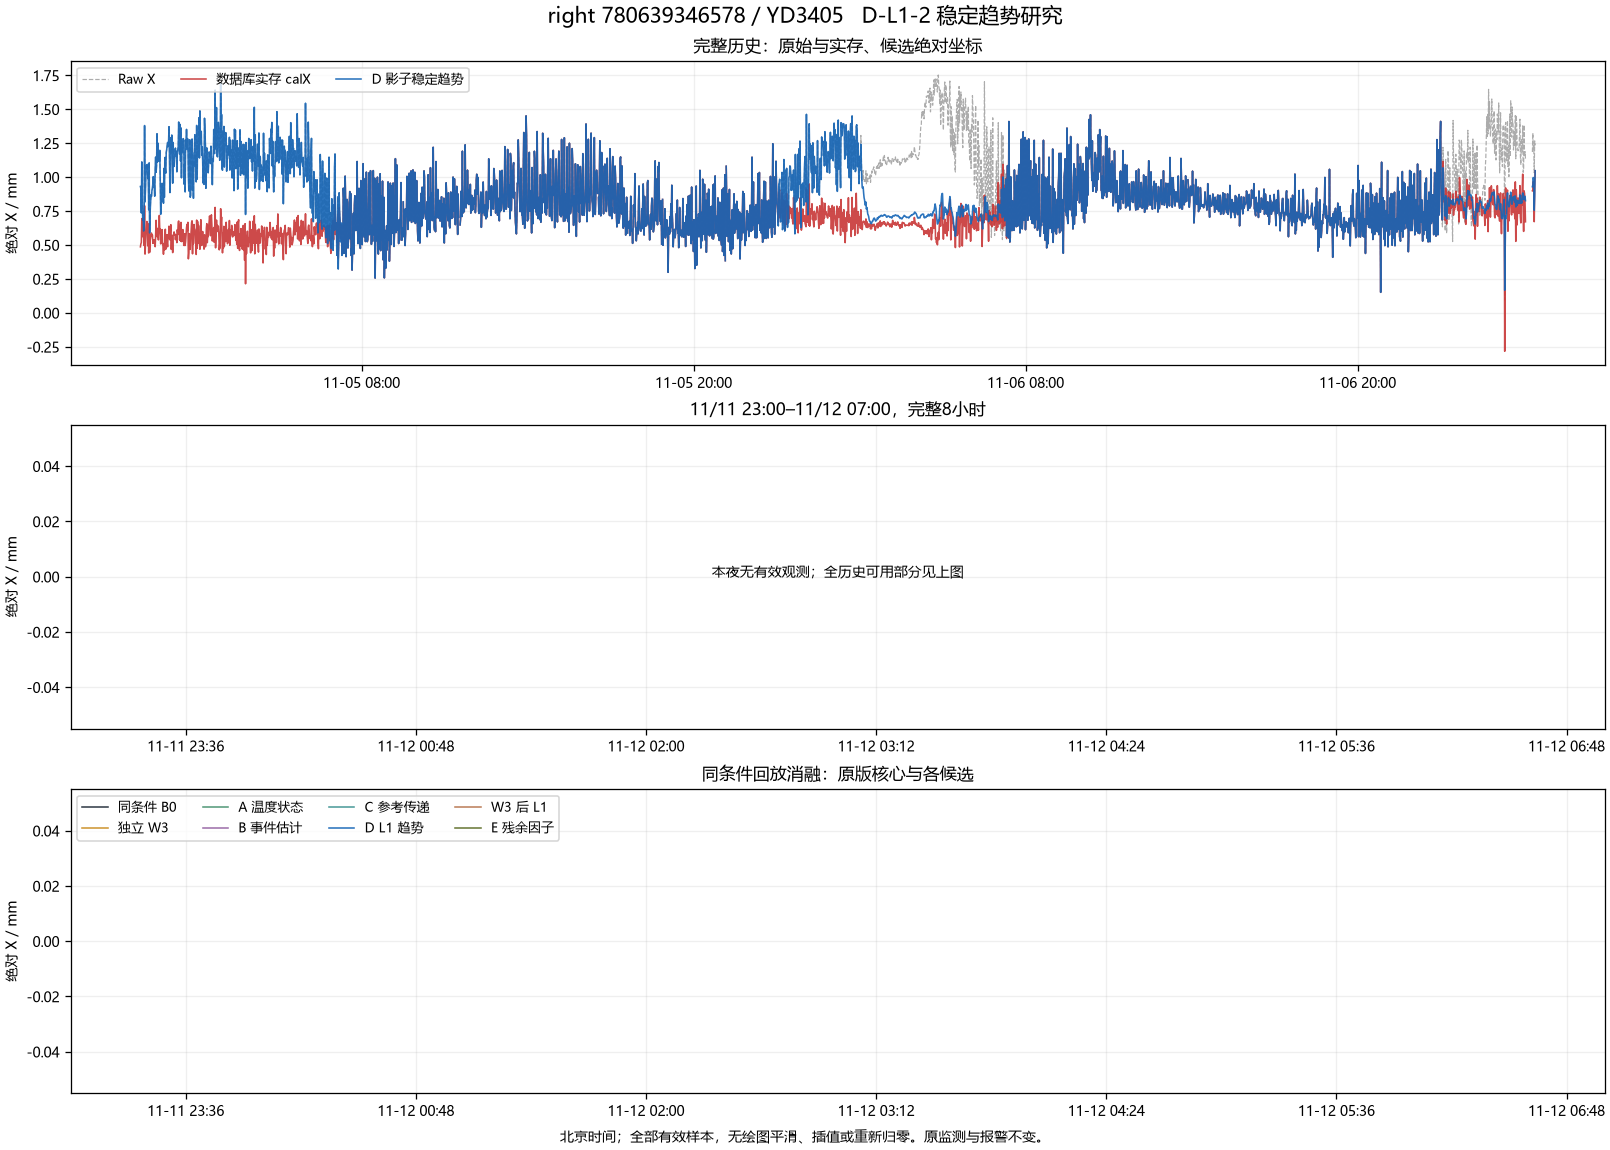 right 780639346578 / YD3405   D-L1-2 稳定趋势研究
完整历史：原始与实存、候选绝对坐标
Raw X
数据库实存 calX
D 影子稳定趋势
绝对 X / mm
1.75
1.50
1.25
1.00
0.75
0.50
0.25
0.00
-0.25
11-05 08:00
11-05 20:00
11-06 08:00
11-06 20:00
11/11 23:00–11/12 07:00，完整8小时
绝对 X / mm
0.04
0.02
0.00
-0.02
-0.04
本夜无有效观测；全历史可用部分见上图
11-11 23:36
11-12 00:48
11-12 02:00
11-12 03:12
11-12 04:24
11-12 05:36
11-12 06:48
同条件回放消融：原版核心与各候选
同条件 B0
A 温度状态
C 参考传递
W3 后 L1
独立 W3
B 事件估计
D L1 趋势
E 残余因子
绝对 X / mm
0.04
0.02
0.00
-0.02
-0.04
11-11 23:36
11-12 00:48
11-12 02:00
11-12 03:12
11-12 04:24
11-12 05:36
11-12 06:48
北京时间；全部有效样本，无绘图平滑、插值或重新归零。原监测与报警不变。